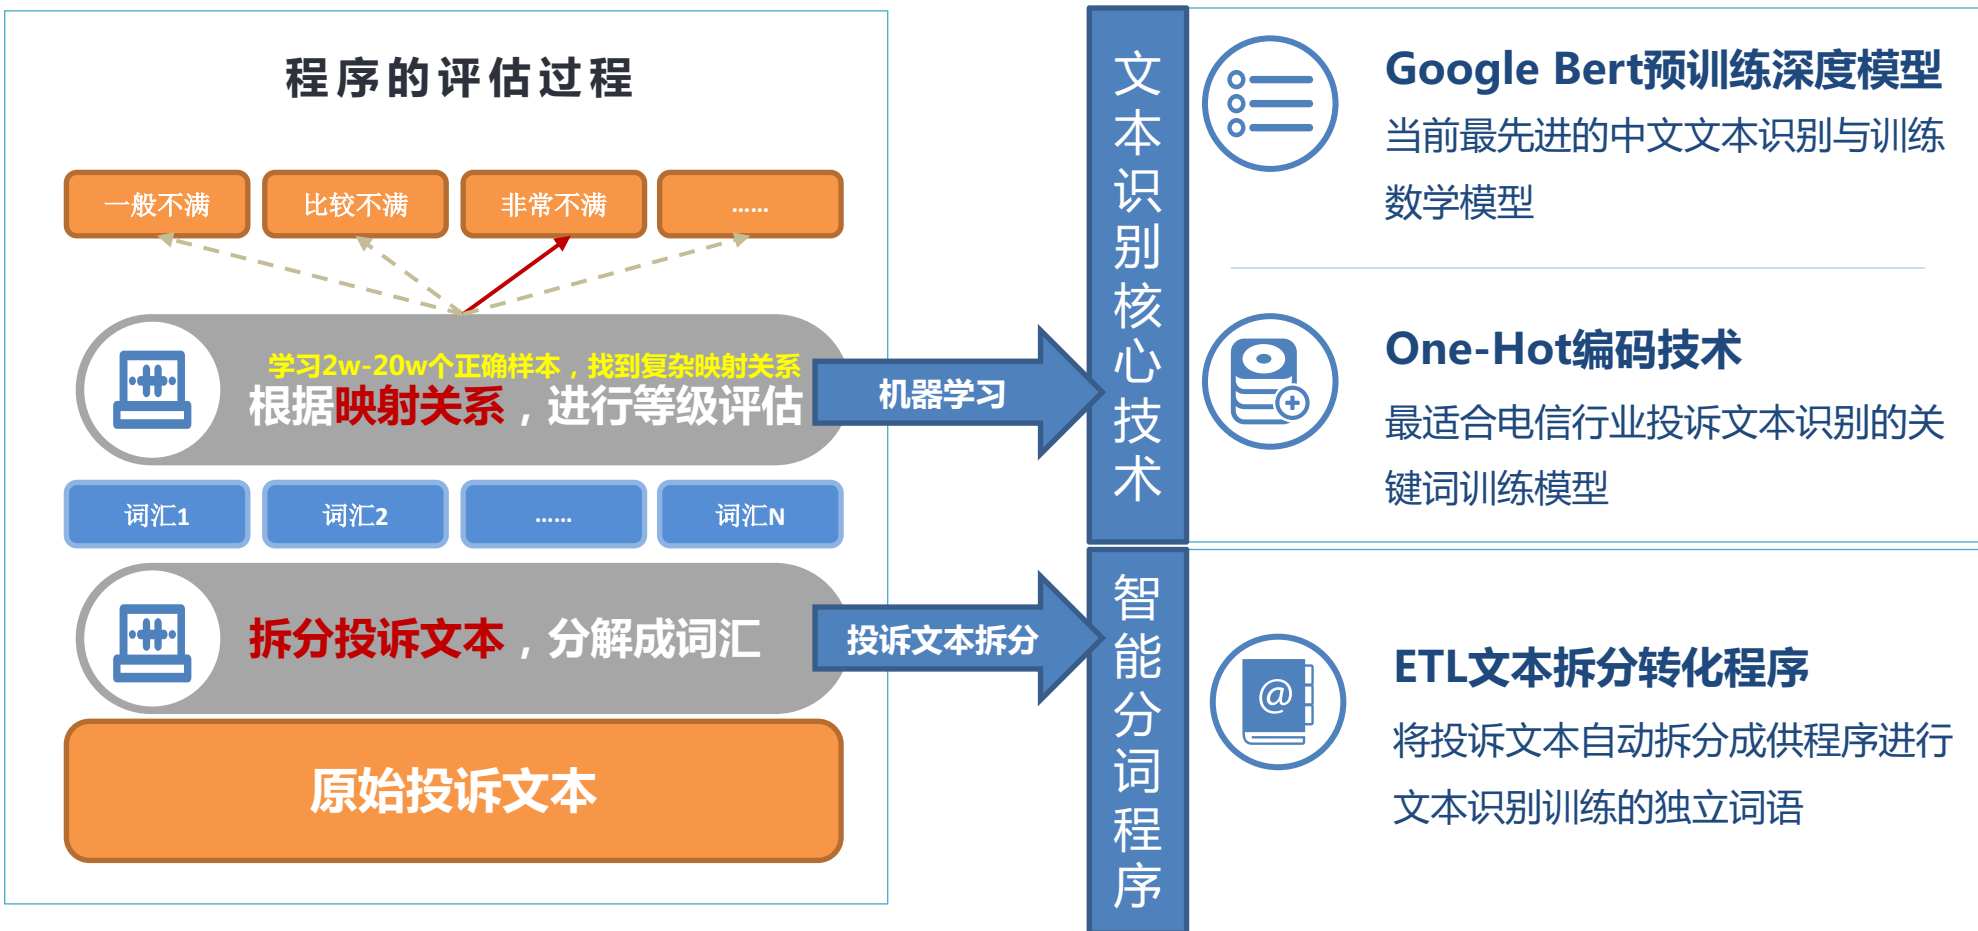 程序的评估过程
一般不满
比较不满
非常不满
……
学习2w-20w个正确样本，找到复杂映射关系
根据映射关系，进行等级评估
词汇1
词汇2
……
词汇N
拆分投诉文本，分解成词汇
原始投诉文本
机器学习
投诉文本拆分
文本识别核心技术
智能分词程序
Google Bert预训练深度模型
当前最先进的中文文本识别与训练
数学模型
One-Hot编码技术
最适合电信行业投诉文本识别的关
键词训练模型
@
ETL文本拆分转化程序
将投诉文本自动拆分成供程序进行
文本识别训练的独立词语